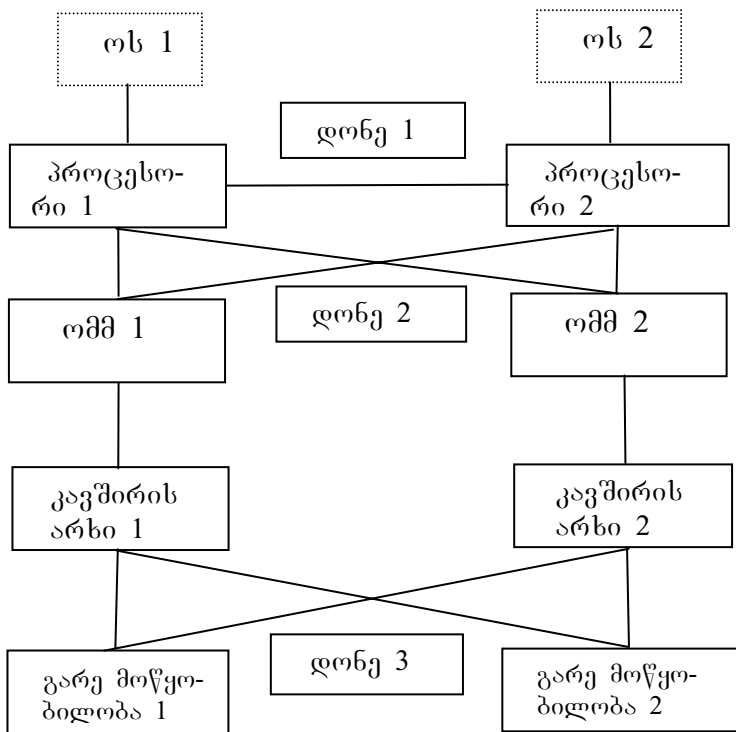 ოს 1
ოს 2
დონე 1
პროცესო-
რი 1
პროცესო-
რი 2
დონე 2
ომმ 1
ომმ 2
კავშირის
არხი 1
კავშირის
არხი 2
დონე 3
გარე მოწყო-
ბილობა 1
გარე მოწყო-
ბილობა 2